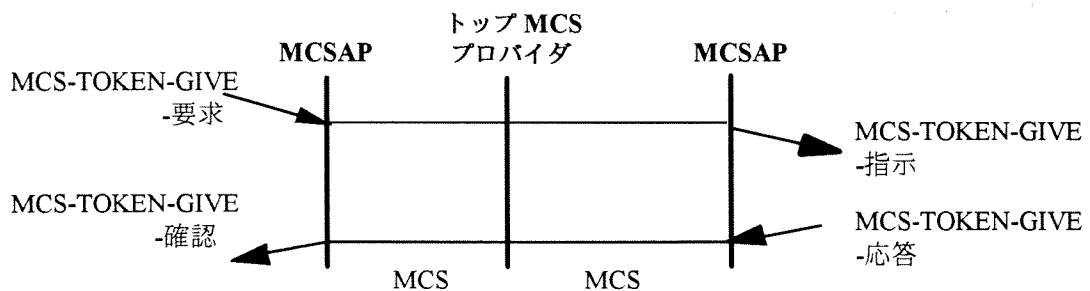 トップ MCS
プロバイダ
MCSAP
MCSAP
MCS-TOKEN-GIVE
-要求
MCS-TOKEN-GIVE
-指示
MCS-TOKEN-GIVE
-確認
MCS-TOKEN-GIVE
-応答
MCS
MCS